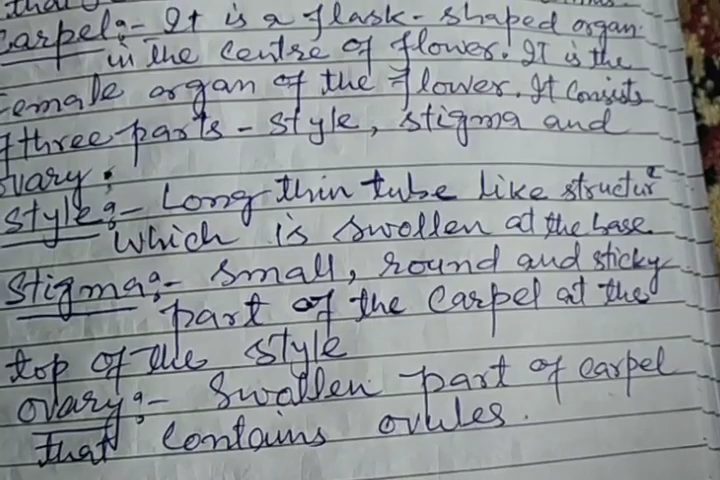 that
Carpel:- It is a flask-shaped organ
in the centre of flower. It is the
Female organ of the flower. It Consists
of three parts - style, stigma and
ovary.
Style:- Long thin tube like structure
which is swollen at the base
Stigma:- small, round and sticky
part of the Carpel at the
top of the style
Ovary:- Swollen part of carpel
that contains ovules.